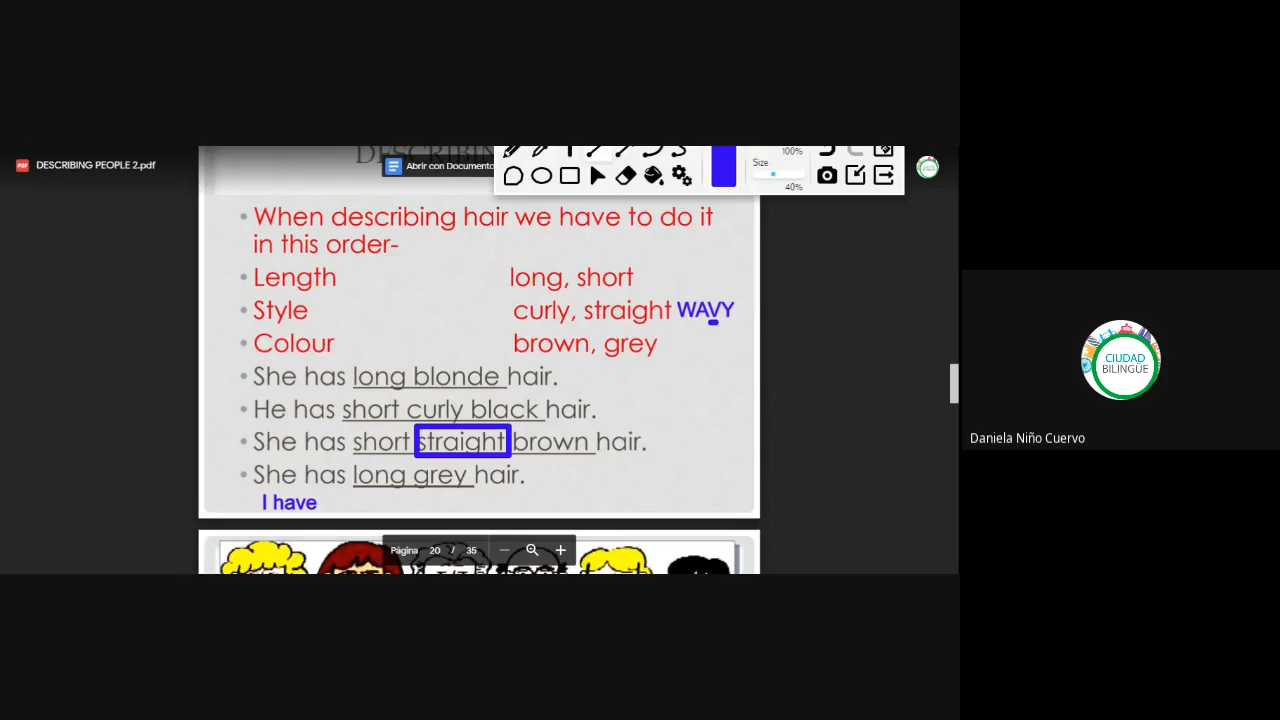 DESCRIBING
DESCRIBING PEOPLE 2.pdf
Abrir con Documento
100%
Size
40%
• When describing hair we have to do it
in this order-
• Length long, short
• Style curly, straight WAVY
• Colour brown, grey
• She has long blonde hair.
• He has short curly black hair.
• She has short straight brown hair.
• She has long grey hair.
I have
Página 20 / 35
CIUDAD
BILINGÜE
Daniela Niño Cuervo